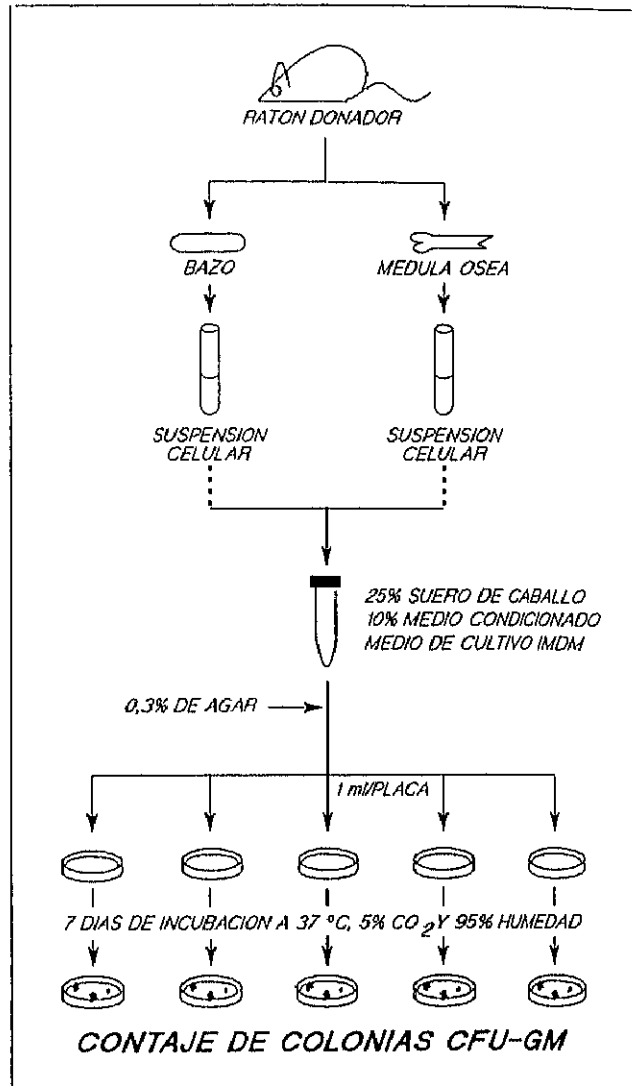 RATON DONADOR
BAZO
MEDULA OSEA
SUSPENSION
CELULAR
SUSPENSION
CELULAR
25% SUERO DE CABALLO
10% MEDIO CONDICIONADO
MEDIO DE CULTIVO IMDM
0,3% DE AGAR
1 ml/PLACA
7 DIAS DE INCUBACION A 37 ºC, 5% CO2 Y 95% HUMEDAD
CONTAJE DE COLONIAS CFU-GM